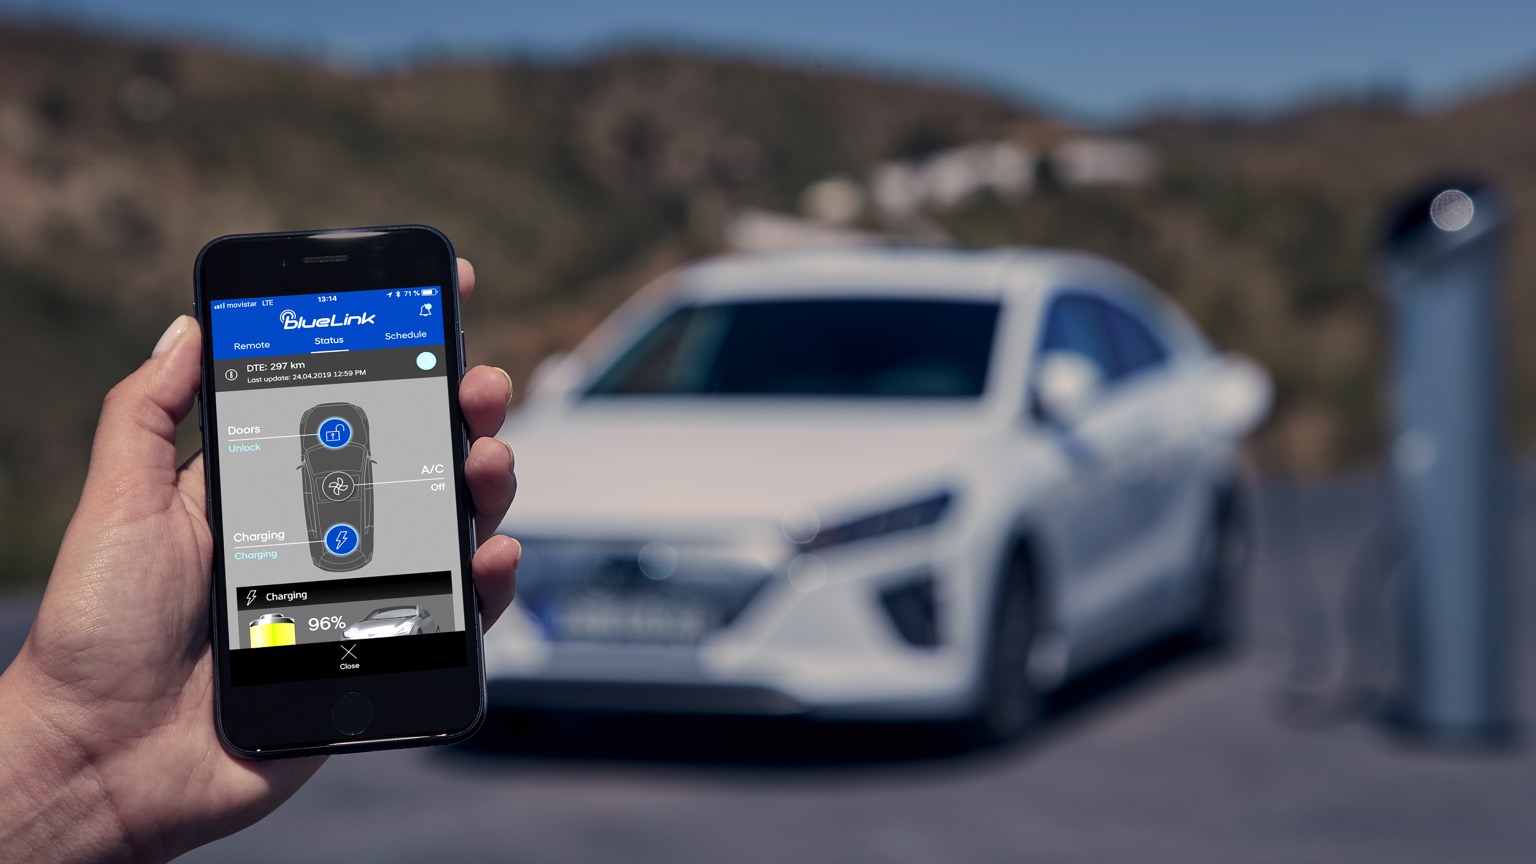 movistar LTE 13:14 71 %
blueLink
Remote Status Schedule
DTE: 297 km
Last update: 24.04.2019 12:59 PM
Doors
Unlock
A/C
Off
Charging
Charging
Charging
96%
Close